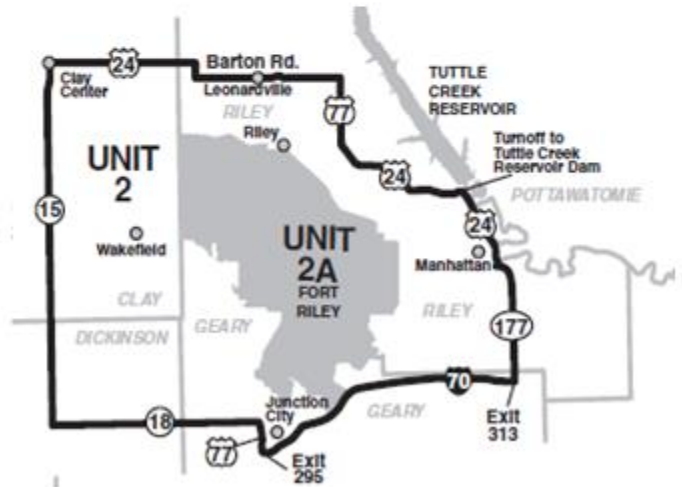 24
Barton Rd.
Clay
Center
Leonardville
TUTTLE
CREEK
RESERVOIR
RILEY
77
Riley
Turnoff to
Tuttle Creek
Reservoir Dam
UNIT
2
24
POTTAWATOMIE
15
24
Wakefield
UNIT
2A
FORT
RILEY
Manhattan
CLAY
GEARY
RILEY
177
DICKINSON
70
Junction
City
GEARY
Exit
313
18
77
Exit
295